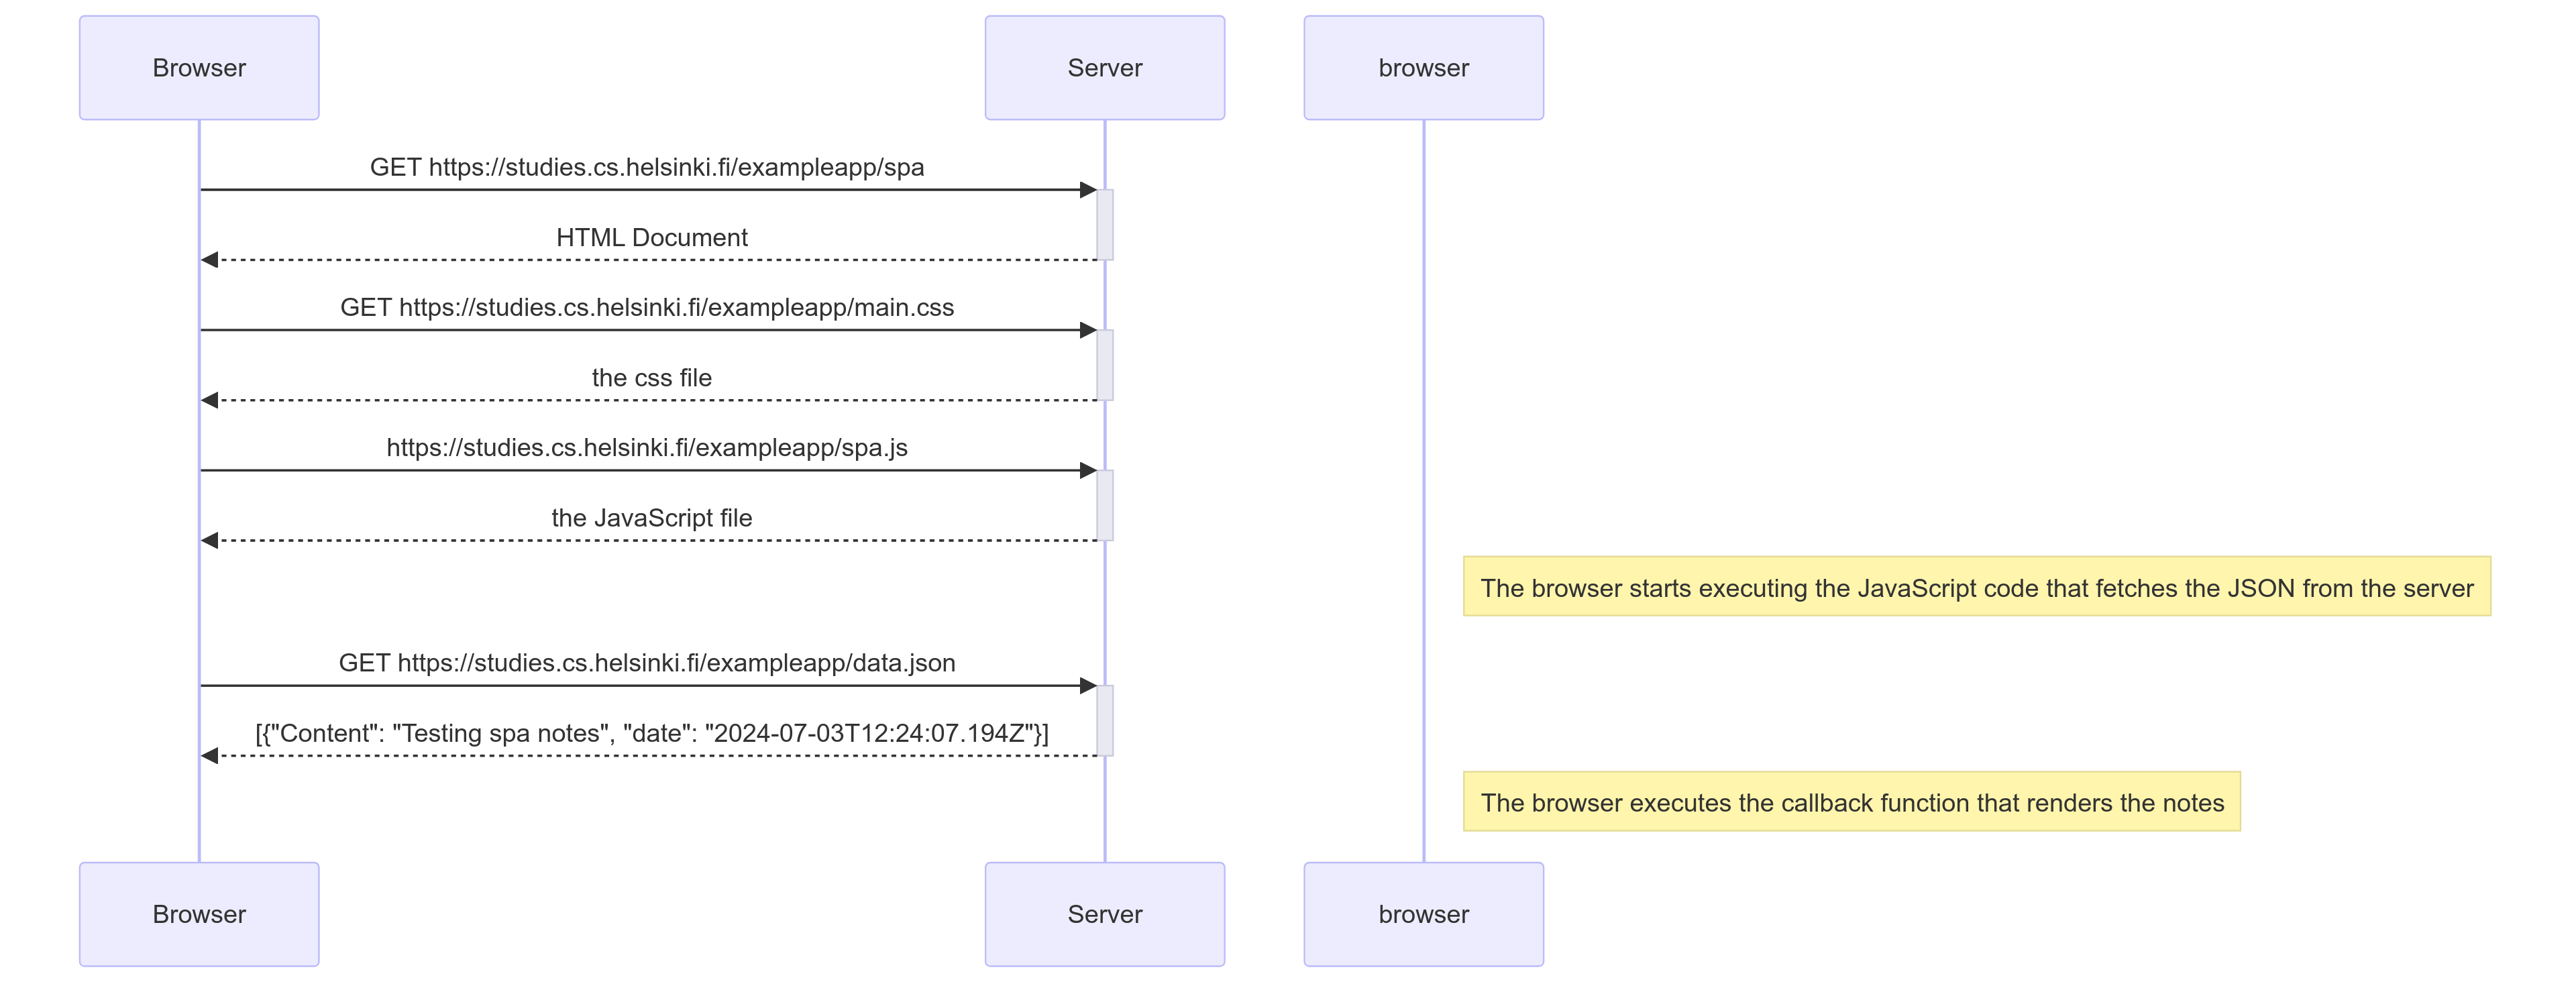 Browser
Server
browser
GET https://studies.cs.helsinki.fi/exampleapp/spa
HTML Document
GET https://studies.cs.helsinki.fi/exampleapp/main.css
the css file
https://studies.cs.helsinki.fi/exampleapp/spa.js
the JavaScript file
The browser starts executing the JavaScript code that fetches the JSON from the server
GET https://studies.cs.helsinki.fi/exampleapp/data.json
[{"Content": "Testing spa notes", "date": "2024-07-03T12:24:07.194Z"}]
The browser executes the callback function that renders the notes
Browser
Server
browser